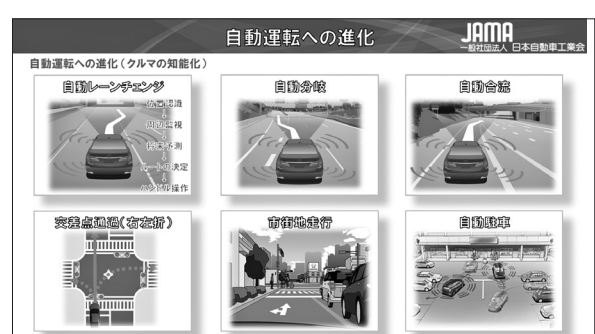 自動運転への進化
JAMA
一般社団法人 日本自動車工業会
自動運転への進化(クルマの知能化)
自動レーンチェンジ
左右認識
↓
周辺監視
↓
将来予測
↓
ルートの決定
↓
ハンドル操作
自動分岐
自動合流
交差点通過(右左折)
市街地走行
自動駐車